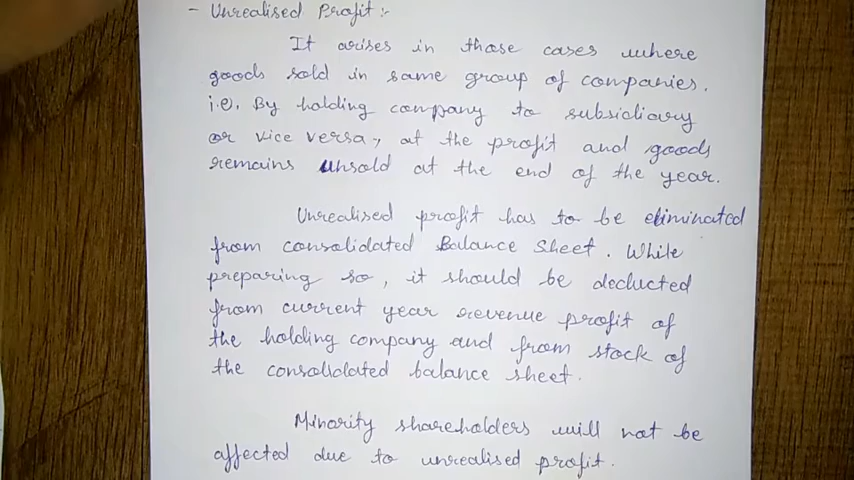 - Unrealised Profit :-
It arises in those cases where
goods sold in same group of companies.
i.e. By holding company to subsidiary
or vice versa, at the profit and goods
remains unsold at the end of the year.
Unrealised profit has to be eliminated
from consolidated Balance Sheet. While
preparing so, it should be deducted
from current year revenue profit of
the holding company and from stock of
the consolidated balance sheet.
Minority shareholders will not be
affected due to unrealised profit.